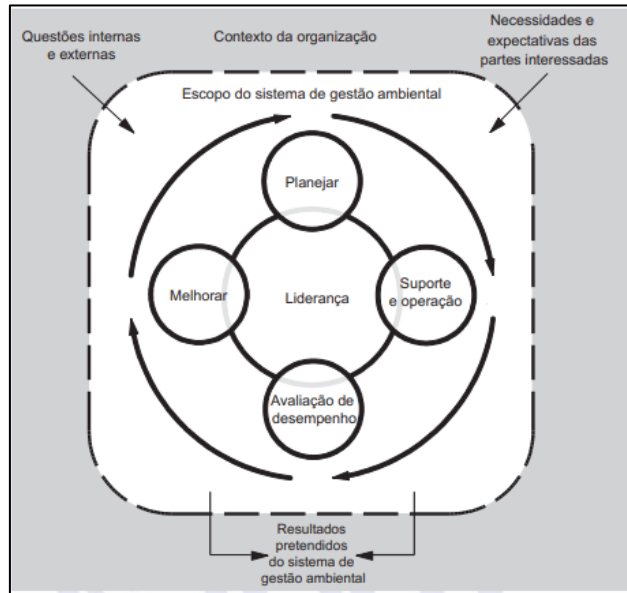 Questões internas
e externas
Contexto da organização
Necessidades e
expectativas das
partes interessadas
Escopo do sistema de gestão ambiental
Planejar
Melhorar
Liderança
Suporte
e operação
Avaliação de
desempenho
Resultados
pretendidos
do sistema de
gestão ambiental